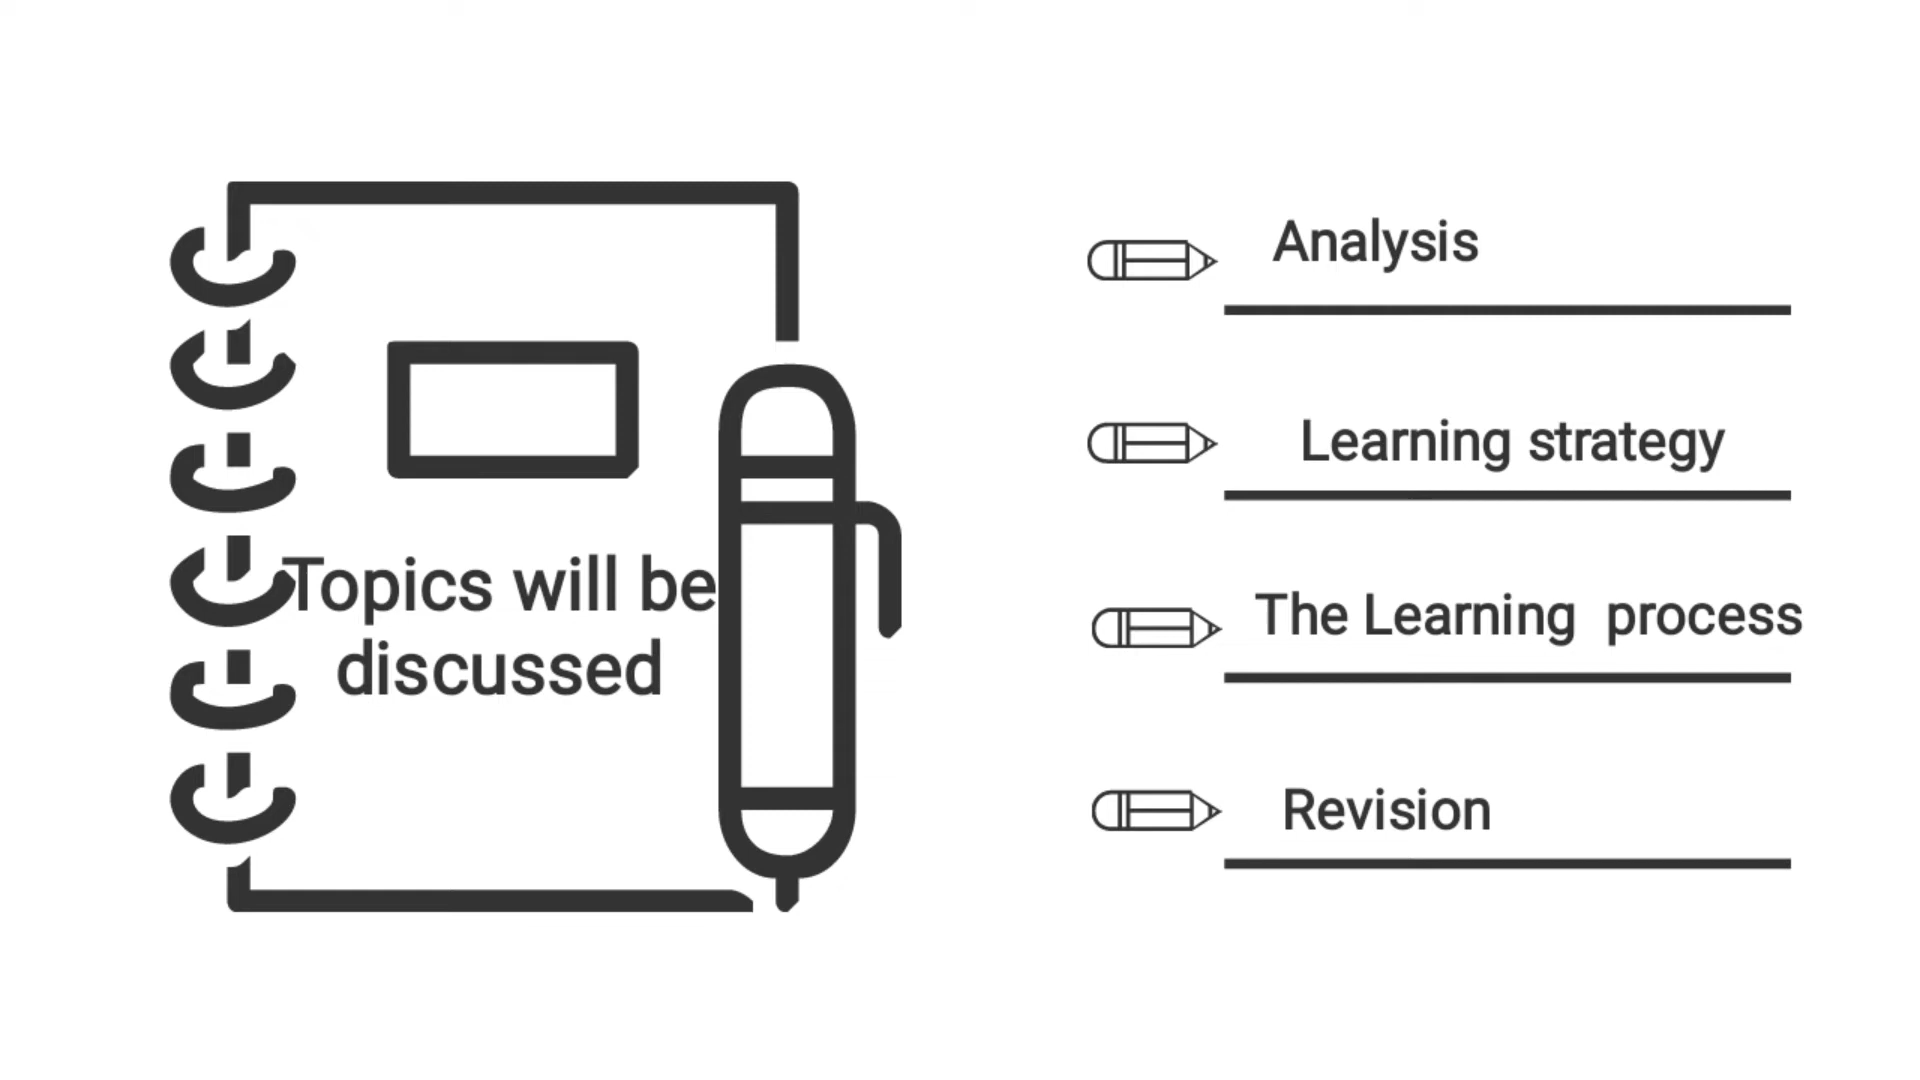 Topics will be
discussed
Analysis
Learning strategy
The Learning  process
Revision